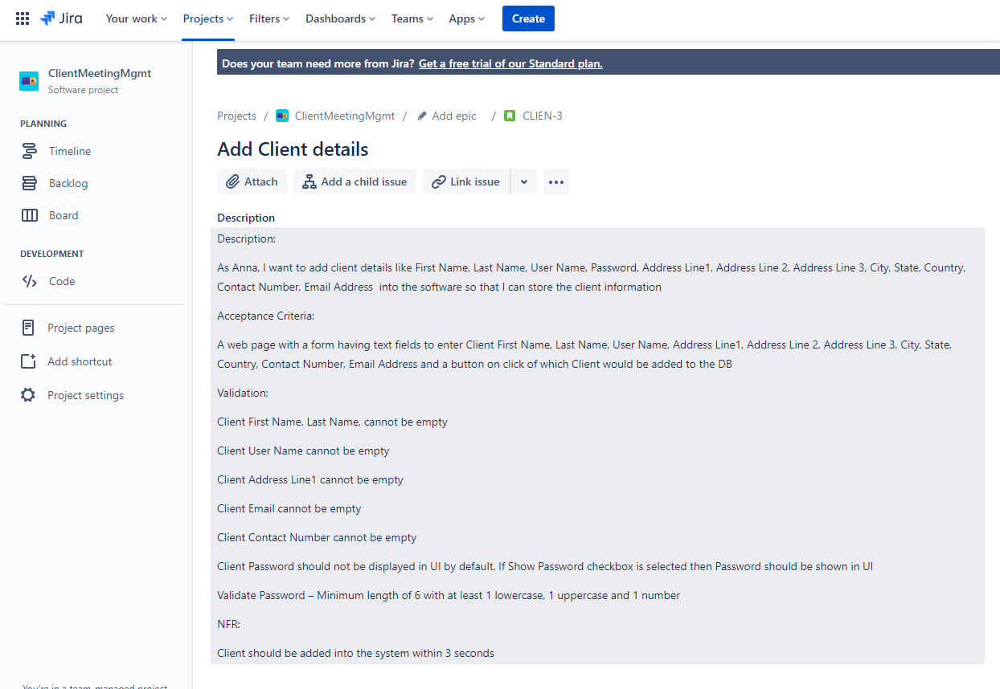 Jira Your work Projects Filters Dashboards Teams Apps Create
Does your team need more from Jira? Get a free trial of our Standard plan.
ClientMeetingMgmt
Software project
PLANNING
Timeline
Backlog
Board
DEVELOPMENT
Code
Project pages
Add shortcut
Project settings
You're in a team-managed project
Projects / ClientMeetingMgmt / Add epic / CLIEN-3
Add Client details
Attach Add a child issue Link issue
Description
Description:
As Anna, I want to add client details like First Name, Last Name, User Name, Password, Address Line1, Address Line 2, Address Line 3, City, State, Country,
Contact Number, Email Address  into the software so that I can store the client information
Acceptance Criteria:
A web page with a form having text fields to enter Client First Name, Last Name, User Name, Address Line1, Address Line 2, Address Line 3, City, State,
Country, Contact Number, Email Address and a button on click of which Client would be added to the DB
Validation:
Client First Name, Last Name, cannot be empty
Client User Name cannot be empty
Client Address Line1 cannot be empty
Client Email cannot be empty
Client Contact Number cannot be empty
Client Password should not be displayed in UI by default. If Show Password checkbox is selected then Password should be shown in UI
Validate Password – Minimum length of 6 with at least 1 lowercase, 1 uppercase and 1 number
NFR:
Client should be added into the system within 3 seconds